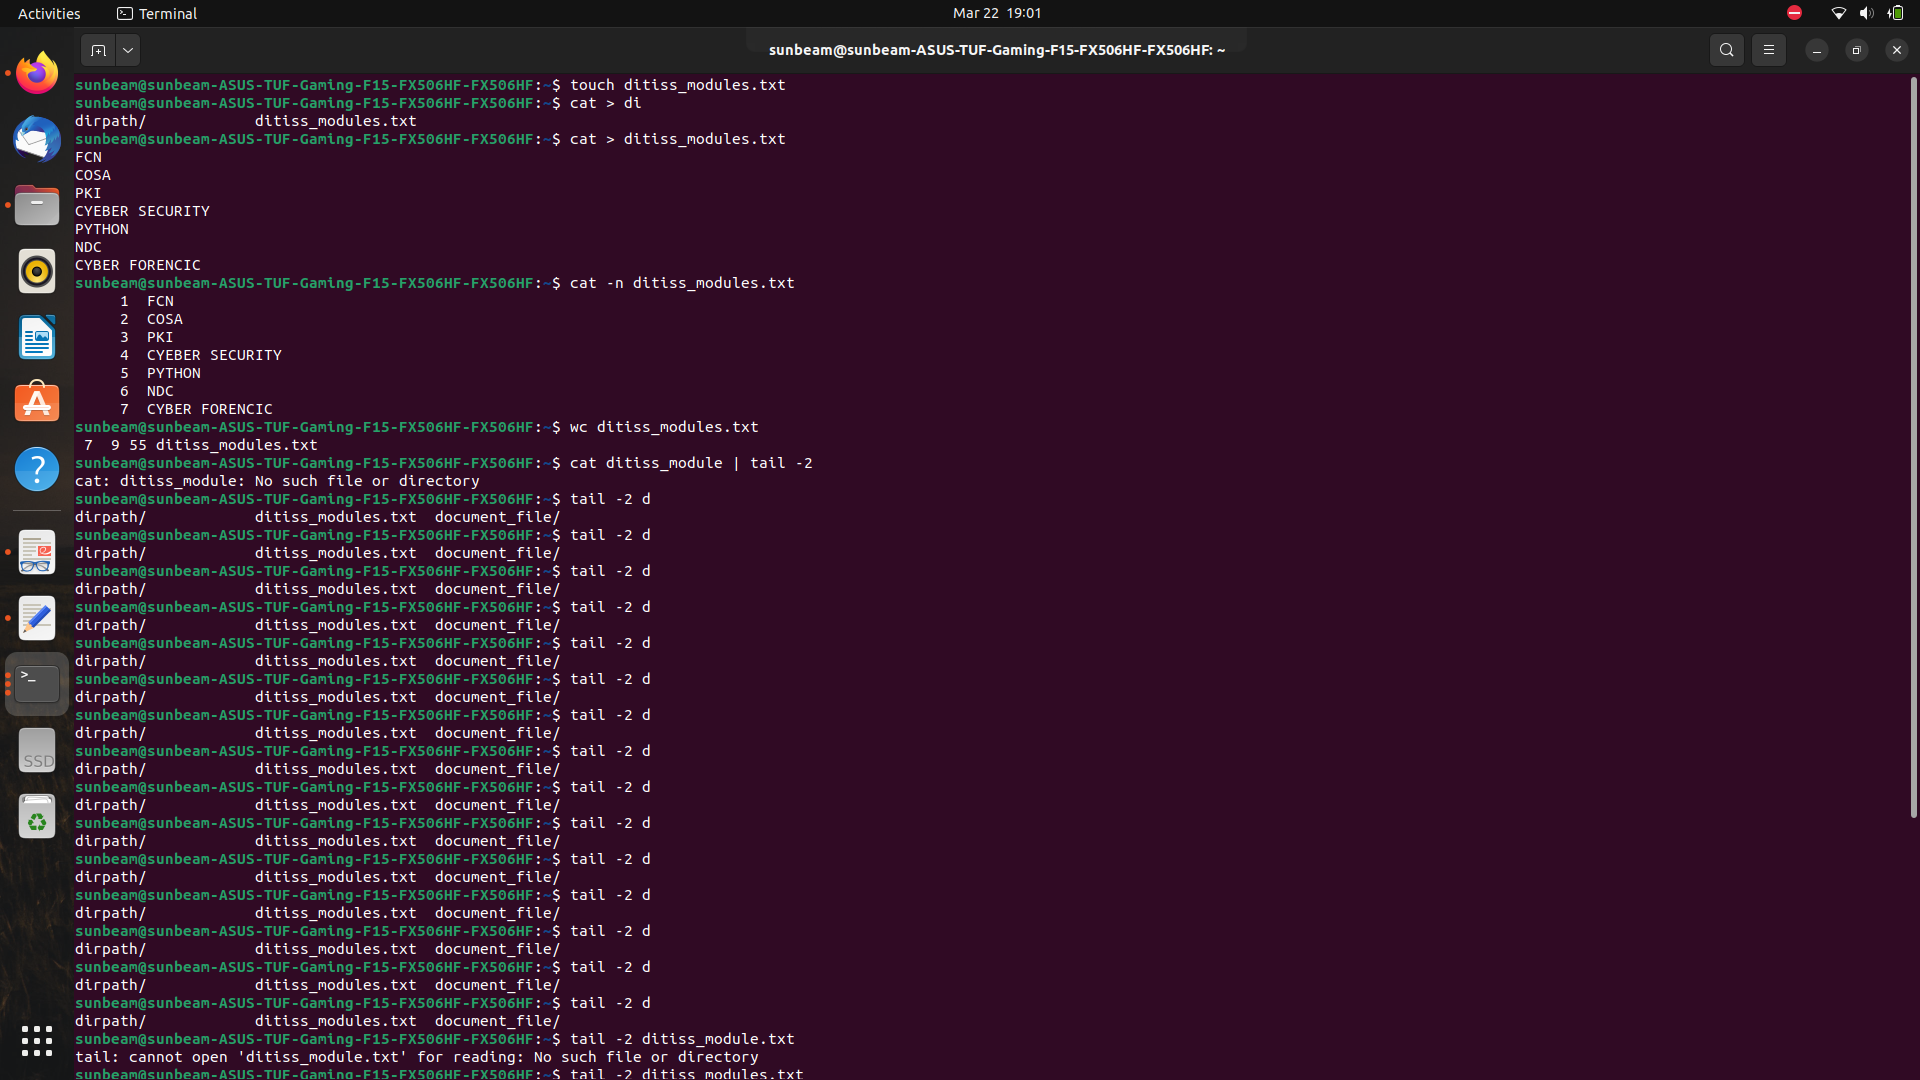 Activities
Terminal
Mar 22 19:01
sunbeam@sunbeam-ASUS-TUF-Gaming-F15-FX506HF-FX506HF: ~
sunbeam@sunbeam-ASUS-TUF-Gaming-F15-FX506HF-FX506HF:~$ touch ditiss_modules.txt
sunbeam@sunbeam-ASUS-TUF-Gaming-F15-FX506HF-FX506HF:~$ cat > di
dirpath/            ditiss_modules.txt
sunbeam@sunbeam-ASUS-TUF-Gaming-F15-FX506HF-FX506HF:~$ cat > ditiss_modules.txt
FCN
COSA
PKI
CYEBER SECURITY
PYTHON
NDC
CYBER FORENCIC
sunbeam@sunbeam-ASUS-TUF-Gaming-F15-FX506HF-FX506HF:~$ cat -n ditiss_modules.txt
     1  FCN
     2  COSA
     3  PKI
     4  CYEBER SECURITY
     5  PYTHON
     6  NDC
     7  CYBER FORENCIC
sunbeam@sunbeam-ASUS-TUF-Gaming-F15-FX506HF-FX506HF:~$ wc ditiss_modules.txt
 7  9 55 ditiss_modules.txt
sunbeam@sunbeam-ASUS-TUF-Gaming-F15-FX506HF-FX506HF:~$ cat ditiss_module | tail -2
cat: ditiss_module: No such file or directory
sunbeam@sunbeam-ASUS-TUF-Gaming-F15-FX506HF-FX506HF:~$ tail -2 d
dirpath/            ditiss_modules.txt  document_file/
sunbeam@sunbeam-ASUS-TUF-Gaming-F15-FX506HF-FX506HF:~$ tail -2 d
dirpath/            ditiss_modules.txt  document_file/
sunbeam@sunbeam-ASUS-TUF-Gaming-F15-FX506HF-FX506HF:~$ tail -2 d
dirpath/            ditiss_modules.txt  document_file/
sunbeam@sunbeam-ASUS-TUF-Gaming-F15-FX506HF-FX506HF:~$ tail -2 d
dirpath/            ditiss_modules.txt  document_file/
sunbeam@sunbeam-ASUS-TUF-Gaming-F15-FX506HF-FX506HF:~$ tail -2 d
dirpath/            ditiss_modules.txt  document_file/
sunbeam@sunbeam-ASUS-TUF-Gaming-F15-FX506HF-FX506HF:~$ tail -2 d
dirpath/            ditiss_modules.txt  document_file/
sunbeam@sunbeam-ASUS-TUF-Gaming-F15-FX506HF-FX506HF:~$ tail -2 d
dirpath/            ditiss_modules.txt  document_file/
sunbeam@sunbeam-ASUS-TUF-Gaming-F15-FX506HF-FX506HF:~$ tail -2 d
dirpath/            ditiss_modules.txt  document_file/
sunbeam@sunbeam-ASUS-TUF-Gaming-F15-FX506HF-FX506HF:~$ tail -2 d
dirpath/            ditiss_modules.txt  document_file/
sunbeam@sunbeam-ASUS-TUF-Gaming-F15-FX506HF-FX506HF:~$ tail -2 d
dirpath/            ditiss_modules.txt  document_file/
sunbeam@sunbeam-ASUS-TUF-Gaming-F15-FX506HF-FX506HF:~$ tail -2 d
dirpath/            ditiss_modules.txt  document_file/
sunbeam@sunbeam-ASUS-TUF-Gaming-F15-FX506HF-FX506HF:~$ tail -2 d
dirpath/            ditiss_modules.txt  document_file/
sunbeam@sunbeam-ASUS-TUF-Gaming-F15-FX506HF-FX506HF:~$ tail -2 d
dirpath/            ditiss_modules.txt  document_file/
sunbeam@sunbeam-ASUS-TUF-Gaming-F15-FX506HF-FX506HF:~$ tail -2 d
dirpath/            ditiss_modules.txt  document_file/
sunbeam@sunbeam-ASUS-TUF-Gaming-F15-FX506HF-FX506HF:~$ tail -2 d
dirpath/            ditiss_modules.txt  document_file/
sunbeam@sunbeam-ASUS-TUF-Gaming-F15-FX506HF-FX506HF:~$ tail -2 ditiss_module.txt
tail: cannot open 'ditiss_module.txt' for reading: No such file or directory
sunbeam@sunbeam-ASUS-TUF-Gaming-F15-FX506HF-FX506HF:~$ tail -2 ditiss_modules.txt
SSD